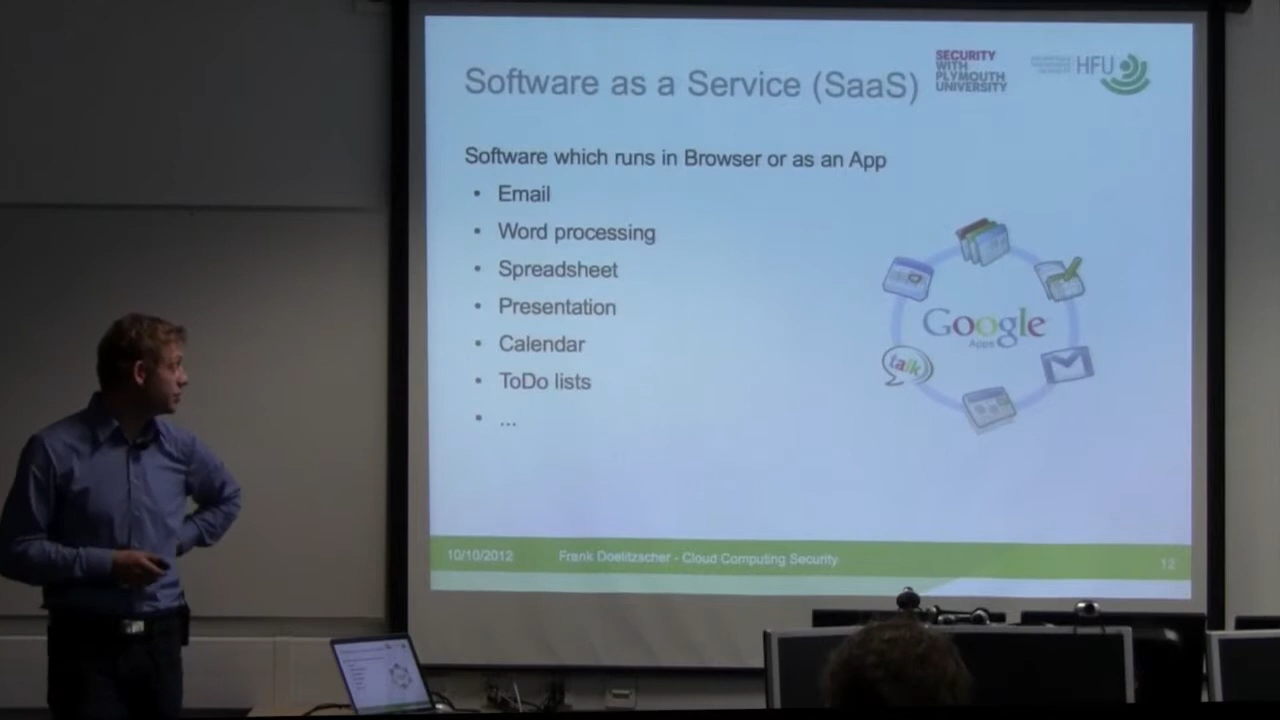 Software as a Service (SaaS)
SECURITY
WITH
PLYMOUTH
UNIVERSITY
HFU
Software which runs in Browser or as an App
• Email
• Word processing
• Spreadsheet
• Presentation
• Calendar
• ToDo lists
• ...
Google
Apps
talk
10/10/2012 Frank Doelitzscher - Cloud Computing Security 12